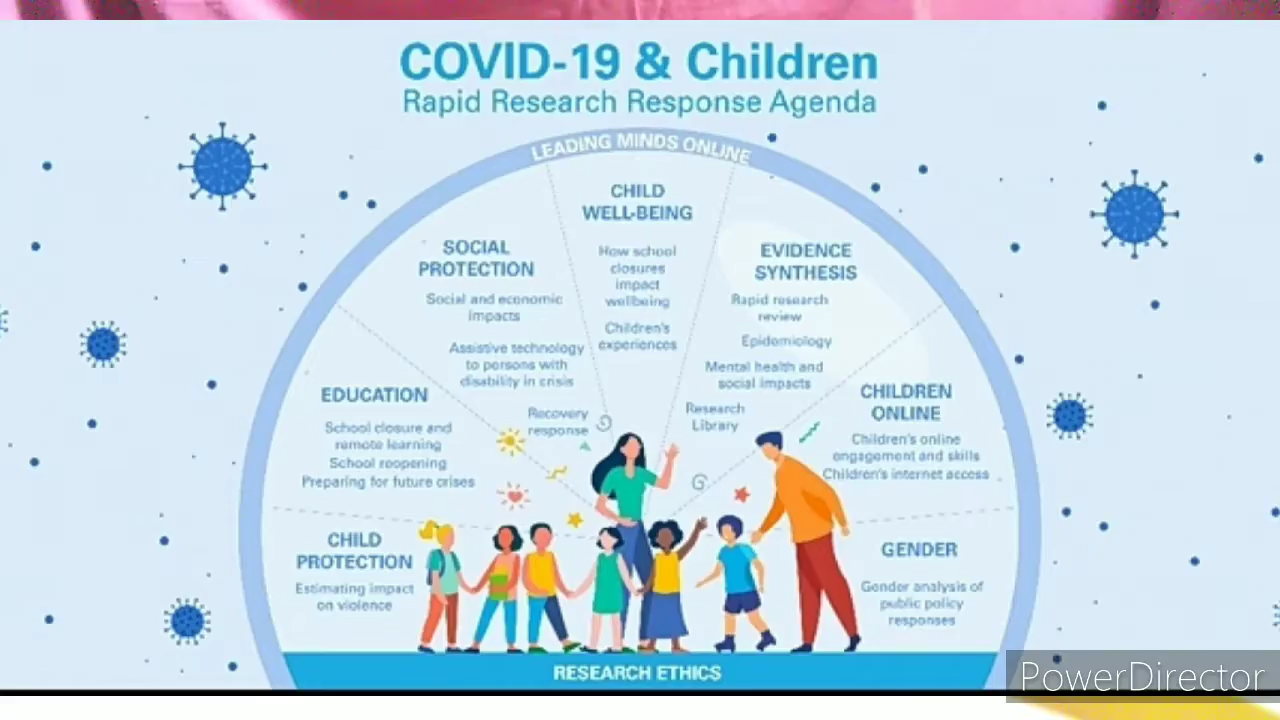 COVID-19 & Children
Rapid Research Response Agenda
LEADING MINDS ONLINE
CHILD
WELL-BEING
How school
closures
impact
wellbeing
Children's
experiences
SOCIAL
PROTECTION
Social and economic
impacts
Assistive technology
to persons with
disability in crisis
Recovery
response
EVIDENCE
SYNTHESIS
Rapid research
review
Epidemiology
Mental health and
social impacts
Research
Library
EDUCATION
School closure and
remote learning
School reopening
Preparing for future crises
CHILDREN
ONLINE
Children's online
engagement and skills
Children's internet access
CHILD
PROTECTION
Estimating impact
on violence
GENDER
Gender analysis of
public policy
responses
RESEARCH ETHICS
PowerDirector